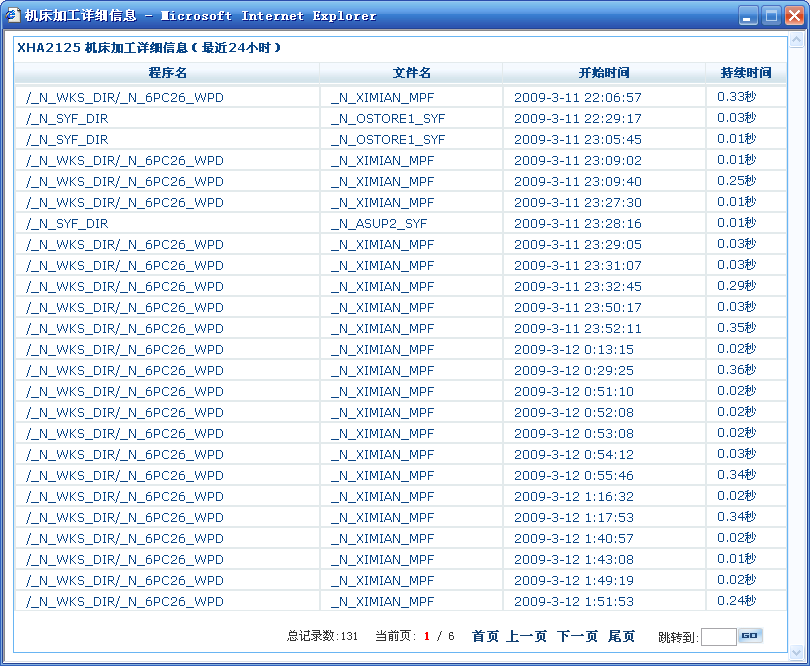 机床加工详细信息 - Microsoft Internet Explorer
XHA2125 机床加工详细信息（最近24小时）
程序名 文件名 开始时间 持续时间
/_N_WKS_DIR/_N_6PC26_WPD _N_XIMIAN_MPF 2009-3-11 22:06:57 0.33秒
/_N_SYF_DIR _N_OSTORE1_SYF 2009-3-11 22:29:17 0.03秒
/_N_SYF_DIR _N_OSTORE1_SYF 2009-3-11 23:05:45 0.01秒
/_N_WKS_DIR/_N_6PC26_WPD _N_XIMIAN_MPF 2009-3-11 23:09:02 0.01秒
/_N_WKS_DIR/_N_6PC26_WPD _N_XIMIAN_MPF 2009-3-11 23:09:40 0.25秒
/_N_WKS_DIR/_N_6PC26_WPD _N_XIMIAN_MPF 2009-3-11 23:27:30 0.01秒
/_N_SYF_DIR _N_ASUP2_SYF 2009-3-11 23:28:16 0.01秒
/_N_WKS_DIR/_N_6PC26_WPD _N_XIMIAN_MPF 2009-3-11 23:29:05 0.03秒
/_N_WKS_DIR/_N_6PC26_WPD _N_XIMIAN_MPF 2009-3-11 23:31:07 0.03秒
/_N_WKS_DIR/_N_6PC26_WPD _N_XIMIAN_MPF 2009-3-11 23:32:45 0.29秒
/_N_WKS_DIR/_N_6PC26_WPD _N_XIMIAN_MPF 2009-3-11 23:50:17 0.03秒
/_N_WKS_DIR/_N_6PC26_WPD _N_XIMIAN_MPF 2009-3-11 23:52:11 0.35秒
/_N_WKS_DIR/_N_6PC26_WPD _N_XIMIAN_MPF 2009-3-12 0:13:15 0.02秒
/_N_WKS_DIR/_N_6PC26_WPD _N_XIMIAN_MPF 2009-3-12 0:29:25 0.36秒
/_N_WKS_DIR/_N_6PC26_WPD _N_XIMIAN_MPF 2009-3-12 0:51:10 0.02秒
/_N_WKS_DIR/_N_6PC26_WPD _N_XIMIAN_MPF 2009-3-12 0:52:08 0.02秒
/_N_WKS_DIR/_N_6PC26_WPD _N_XIMIAN_MPF 2009-3-12 0:53:08 0.02秒
/_N_WKS_DIR/_N_6PC26_WPD _N_XIMIAN_MPF 2009-3-12 0:54:12 0.03秒
/_N_WKS_DIR/_N_6PC26_WPD _N_XIMIAN_MPF 2009-3-12 0:55:46 0.34秒
/_N_WKS_DIR/_N_6PC26_WPD _N_XIMIAN_MPF 2009-3-12 1:16:32 0.02秒
/_N_WKS_DIR/_N_6PC26_WPD _N_XIMIAN_MPF 2009-3-12 1:17:53 0.34秒
/_N_WKS_DIR/_N_6PC26_WPD _N_XIMIAN_MPF 2009-3-12 1:40:57 0.02秒
/_N_WKS_DIR/_N_6PC26_WPD _N_XIMIAN_MPF 2009-3-12 1:43:08 0.01秒
/_N_WKS_DIR/_N_6PC26_WPD _N_XIMIAN_MPF 2009-3-12 1:49:19 0.02秒
/_N_WKS_DIR/_N_6PC26_WPD _N_XIMIAN_MPF 2009-3-12 1:51:53 0.24秒
总记录数:131 当前页: 1 / 6 首页 上一页 下一页 尾页 跳转到: GO